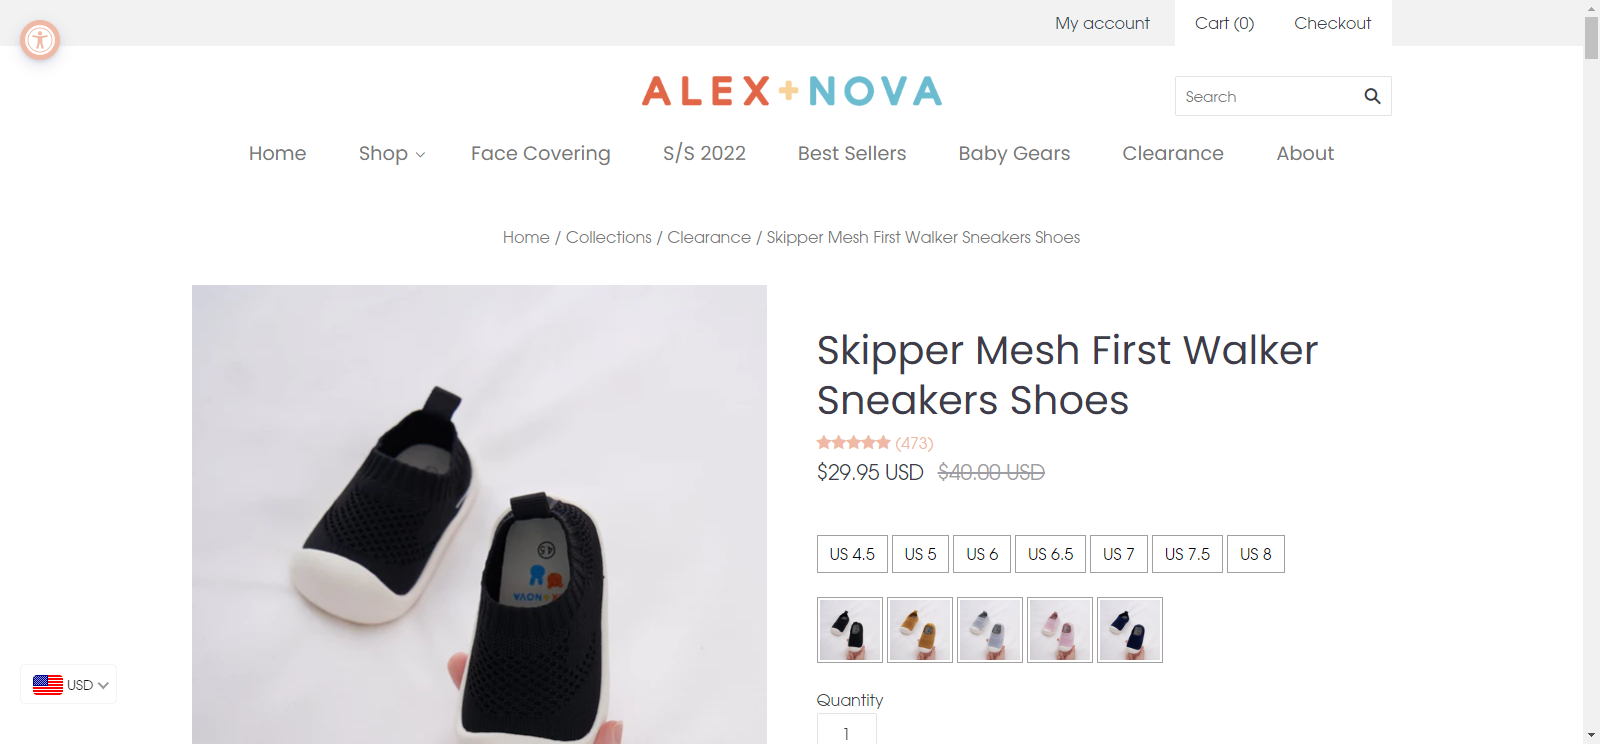 My account
Cart (0)
Checkout
ALEX+NOVA
Search
Home
Shop
Face Covering
S/S 2022
Best Sellers
Baby Gears
Clearance
About
Home / Collections / Clearance / Skipper Mesh First Walker Sneakers Shoes
Skipper Mesh First Walker
Sneakers Shoes
(473)
$29.95 USD $40.00 USD
US 4.5
US 5
US 6
US 6.5
US 7
US 7.5
US 8
4.5
NOVA
USD
Quantity
1